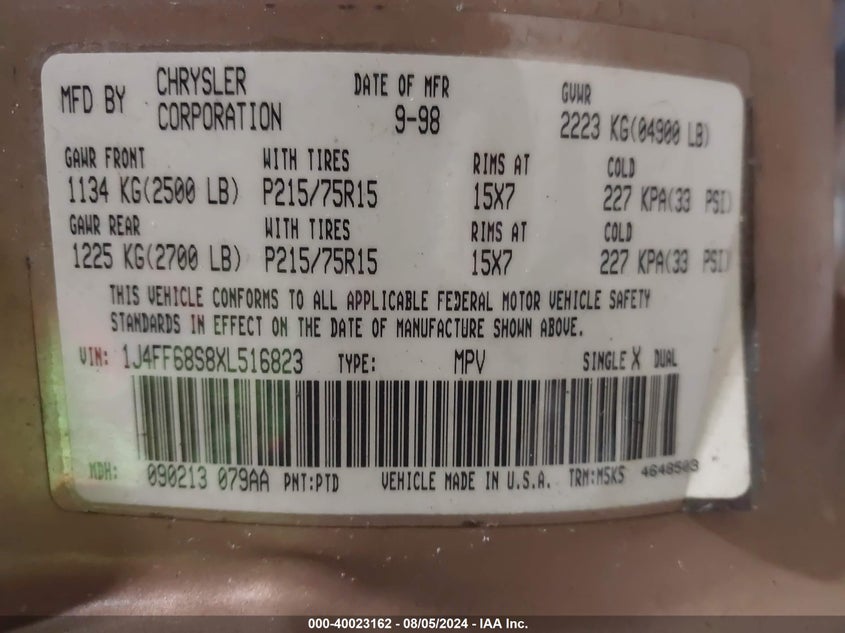 MFD BY CHRYSLER CORPORATION DATE OF MFR 9-98 GVWR 2223 KG(04900 LB)
GAWR FRONT WITH TIRES RIMS AT COLD
1134 KG(2500 LB) P215/75R15 15X7 227 KPA(33 PSI)
GAWR REAR WITH TIRES RIMS AT COLD
1225 KG(2700 LB) P215/75R15 15X7 227 KPA(33 PSI)
THIS VEHICLE CONFORMS TO ALL APPLICABLE FEDERAL MOTOR VEHICLE SAFETY
STANDARDS IN EFFECT ON THE DATE OF MANUFACTURE SHOWN ABOVE.
VIN: 1J4FF68S8XL516823 TYPE: MPV SINGLE X DUAL
MDH: 090213 079AA PNT:PTD VEHICLE MADE IN U.S.A. TRM:M5K5 4648503
000-40023162 - 08/05/2024 - IAA Inc.